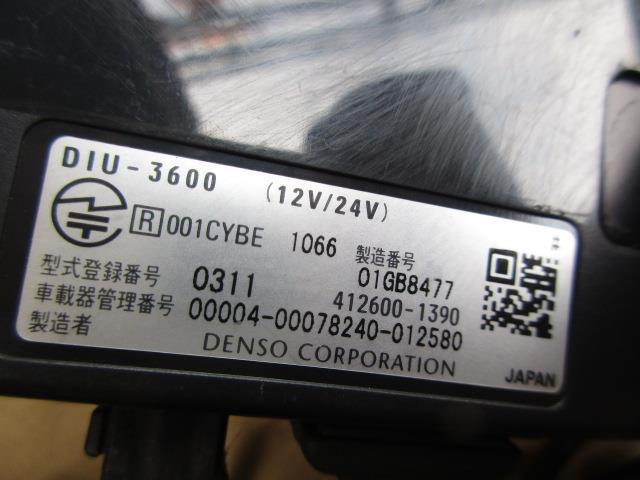 DIU-3600 (12V/24V)
R 001CYBE 1066 製造番号 01GB8477
型式登録番号 0311 412600-1390
車載器管理番号 00004-00078240-012580
製造者 DENSO CORPORATION
JAPAN